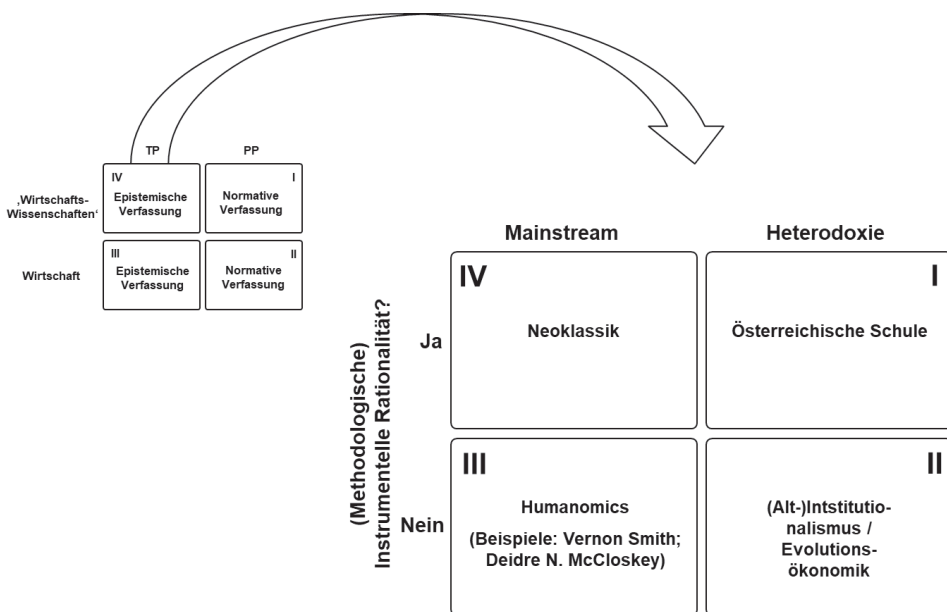 TP
PP
‚Wirtschafts-
Wissenschaften‘
IV
Epistemische
Verfassung
I
Normative
Verfassung
Wirtschaft
III
Epistemische
Verfassung
II
Normative
Verfassung
Mainstream
Heterodoxie
(Methodologische)
Instrumentelle Rationalität?
Ja
IV
Neoklassik
I
Österreichische Schule
Nein
III
Humanomics
(Beispiele: Vernon Smith;
Deidre N. McCloskey)
II
(Alt-)Intstitutio-
nalismus /
Evolutions-
ökonomik